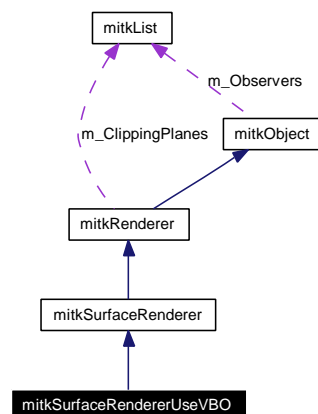 mitkList
m_Observers
m_ClippingPlanes
mitkObject
mitkRenderer
mitkSurfaceRenderer
mitkSurfaceRendererUseVBO